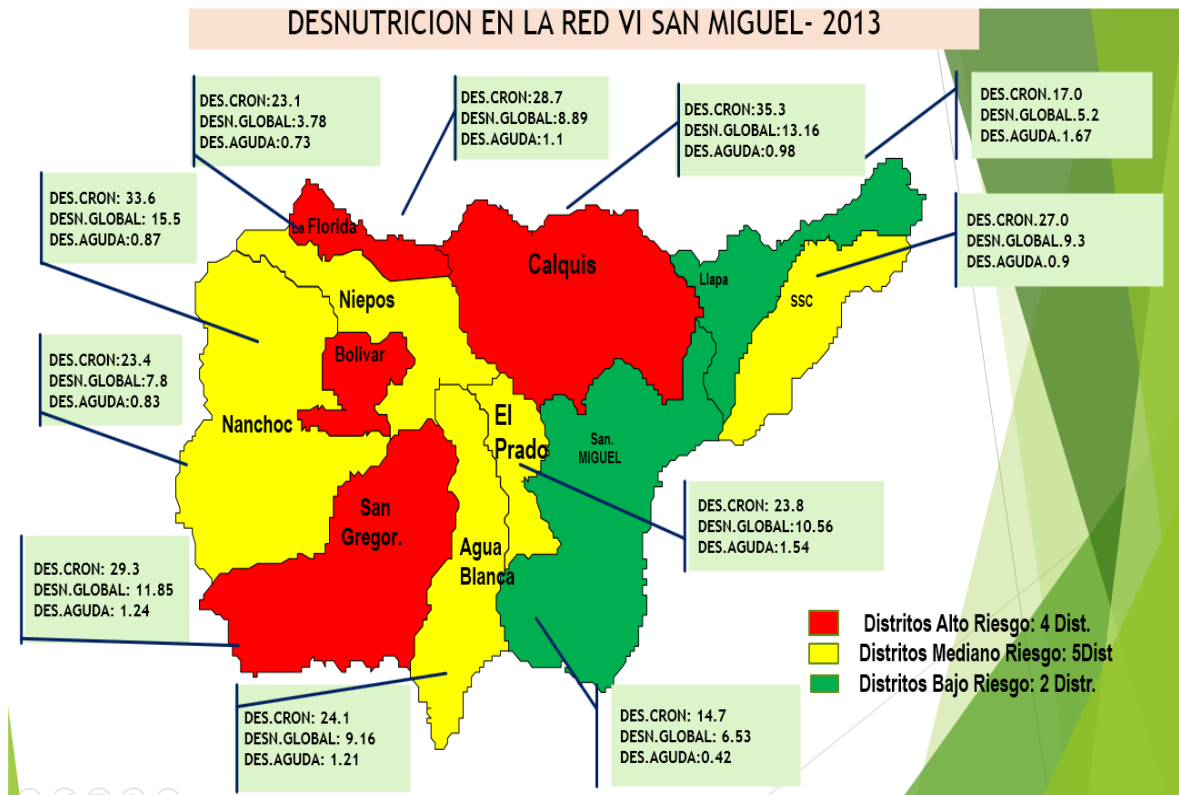 DESNUTRICION EN LA RED VI SAN MIGUEL- 2013
DES.CRON:23.1
DESN.GLOBAL:3.78
DES.AGUDA:0.73
DES.CRON:28.7
DESN.GLOBAL:8.89
DES.AGUDA:1.1
DES.CRON:35.3
DESN.GLOBAL:13.16
DES.AGUDA:0.98
DES.CRON.17.0
DESN.GLOBAL.5.2
DES.AGUDA.1.67
DES.CRON: 33.6
DESN.GLOBAL: 15.5
DES.AGUDA:0.87
DES.CRON.27.0
DESN.GLOBAL.9.3
DES.AGUDA.0.9
La Florida
Calquis
Llapa
SSC
Niepos
Bolivar
DES.CRON:23.4
DESN.GLOBAL:7.8
DES.AGUDA:0.83
Nanchoc
El
Prado
San.
MIGUEL
San
Gregor.
Agua
Blanca
DES.CRON: 23.8
DESN.GLOBAL:10.56
DES.AGUDA:1.54
DES.CRON: 29.3
DESN.GLOBAL: 11.85
DES.AGUDA: 1.24
Distritos Alto Riesgo: 4 Dist.
Distritos Mediano Riesgo: 5Dist
Distritos Bajo Riesgo: 2 Distr.
DES.CRON: 24.1
DESN.GLOBAL: 9.16
DES.AGUDA: 1.21
DES.CRON: 14.7
DESN.GLOBAL: 6.53
DES.AGUDA:0.42